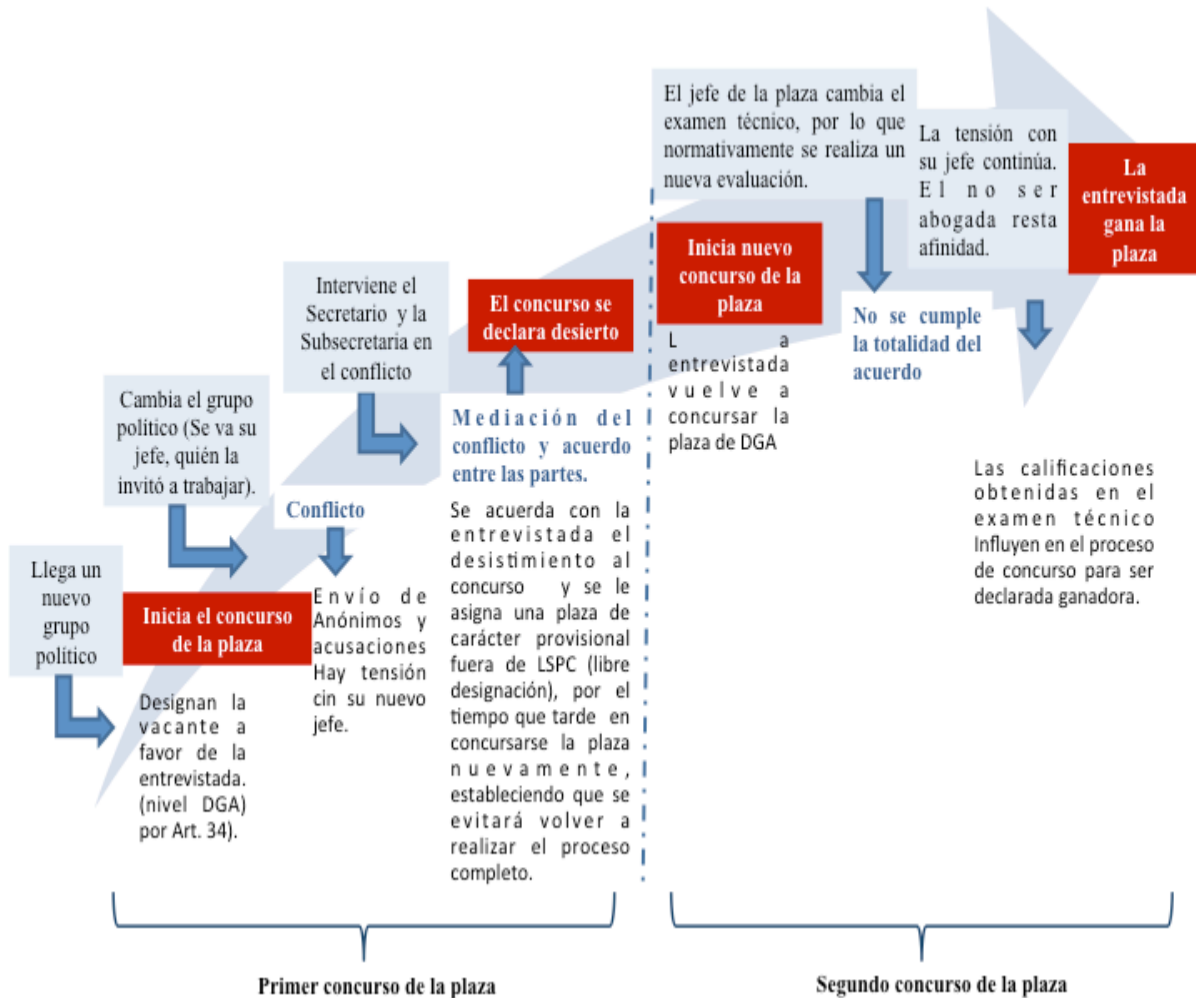 Llega un
nuevo
grupo
político
Inicia el concurso
de la plaza
Designan la
vacante a
favor de la
entrevistada.
(nivel DGA)
por Art. 34).
Cambia el grupo
político (Se va su
jefe, quién la
invitó a trabajar).
Conflicto
Envío de
Anónimos y
acusaciones
Hay tensión
cin su nuevo
jefe.
Interviene el
Secretario y la
Subsecretaria en
el conflicto
El concurso se
declara desierto
Mediación del
conflicto y acuerdo
entre las partes.
Se acuerda con la
entrevistada el
desistimiento al
concurso y se le
asigna una plaza de
carácter provisional
fuera de LSPC (libre
designación), por el
tiempo que tarde en
concursarse la plaza
nuevamente,
estableciendo que se
evitará volver a
realizar el proceso
completo.
El jefe de la plaza cambia el
examen técnico, por lo que
normativamente se realiza un
nueva evaluación.
Inicia nuevo
concurso de la
plaza
L a
entrevistada
vuelve a
concursar la
plaza de DGA
No se cumple
la totalidad del
acuerdo
La tensión con
su jefe continúa.
El no ser
abogada resta
afinidad.
Las calificaciones
obtenidas en el
examen técnico
Influyen en el proceso
de concurso para ser
declarada ganadora.
La
entrevistada
gana la
plaza
Primer concurso de la plaza
Segundo concurso de la plaza